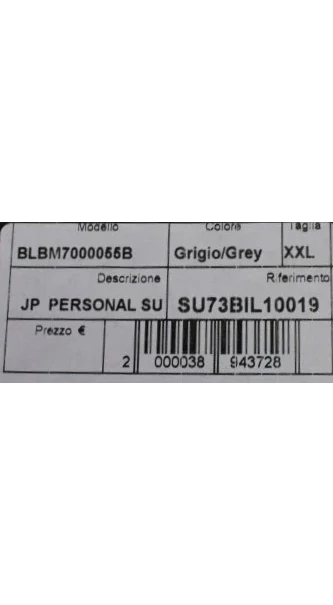 Modello Colore Taglia
BLBM7000055B Grigio/Grey XXL
Descrizione Riferimento
JP PERSONAL SU SU73BIL10019
Prezzo €
2 000038 943728